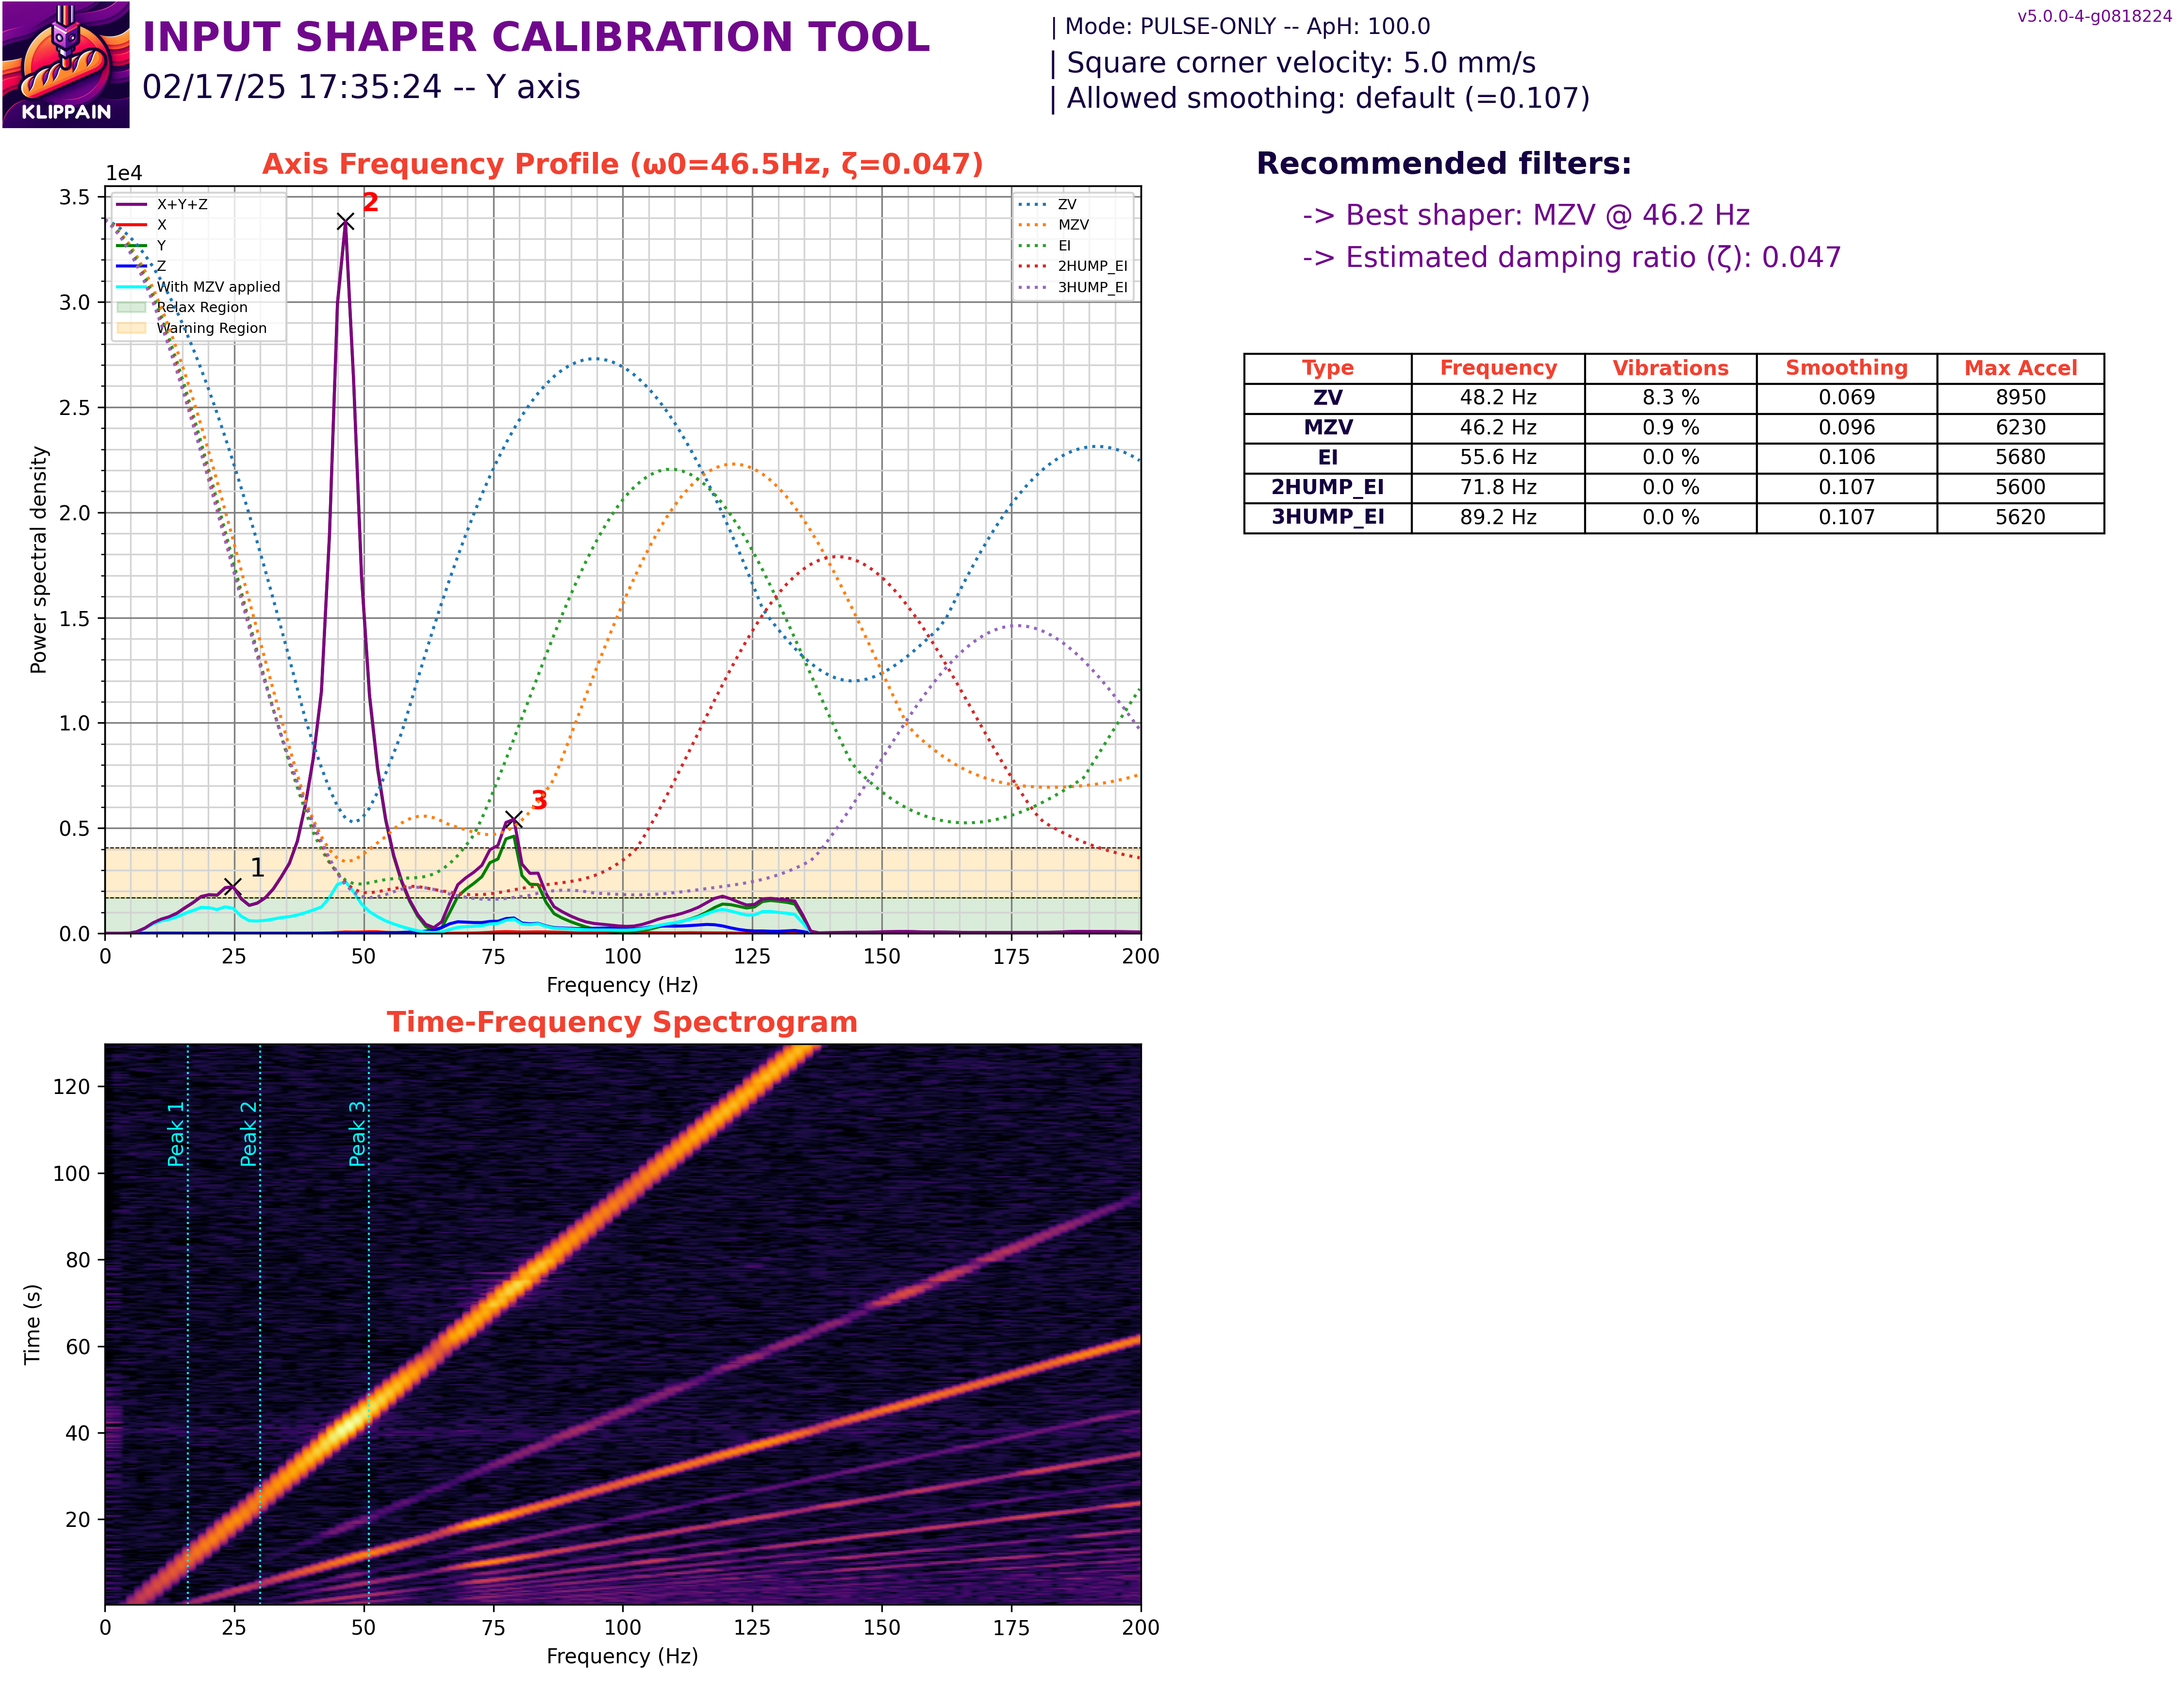 KLIPPAIN
INPUT SHAPER CALIBRATION TOOL
02/17/25 17:35:24 -- Y axis
| Mode: PULSE-ONLY -- ApH: 100.0
| Square corner velocity: 5.0 mm/s
| Allowed smoothing: default (=0.107)
v5.0.0-4-g0818224
Axis Frequency Profile (ω0=46.5Hz, ζ=0.047)
1e4
3.5
3.0
2.5
2.0
1.5
1.0
0.5
0.0
Power spectral density
X+Y+Z
X
Y
Z
With MZV applied
Relax Region
Warning Region
ZV
MZV
EI
2HUMP_EI
3HUMP_EI
1
2
3
0 25 50 75 100 125 150 175 200
Frequency (Hz)
Recommended filters:
-> Best shaper: MZV @ 46.2 Hz
-> Estimated damping ratio (ζ): 0.047
Type Frequency Vibrations Smoothing Max Accel
ZV 48.2 Hz 8.3 % 0.069 8950
MZV 46.2 Hz 0.9 % 0.096 6230
EI 55.6 Hz 0.0 % 0.106 5680
2HUMP_EI 71.8 Hz 0.0 % 0.107 5600
3HUMP_EI 89.2 Hz 0.0 % 0.107 5620
Time-Frequency Spectrogram
120
100
80
60
40
20
Time (s)
Peak 1
Peak 2
Peak 3
0 25 50 75 100 125 150 175 200
Frequency (Hz)